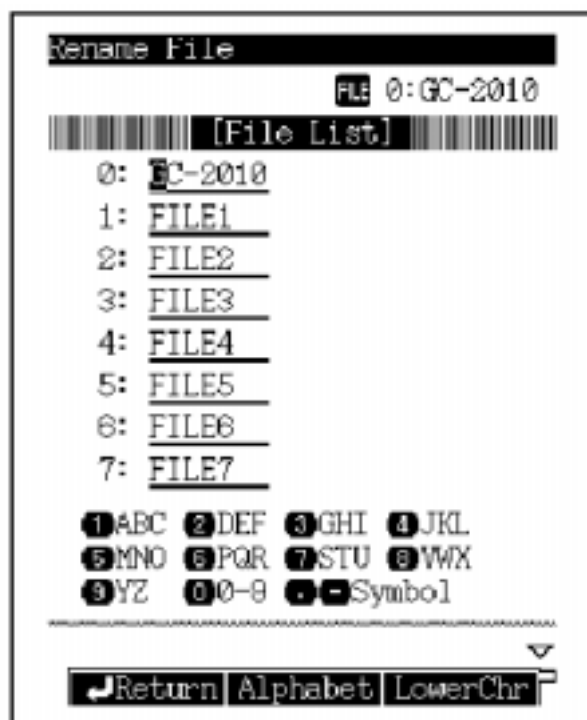 Rename File
FILE 0:GC-2010
[File List]
0: GC-2010
1: FILE1
2: FILE2
3: FILE3
4: FILE4
5: FILE5
6: FILE6
7: FILE7
1ABC 2DEF 3GHI 4JKL
5MNO 6PQR 7STU 8VWX
9YZ 00-9 .-Symbol
Return Alphabet LowerChr